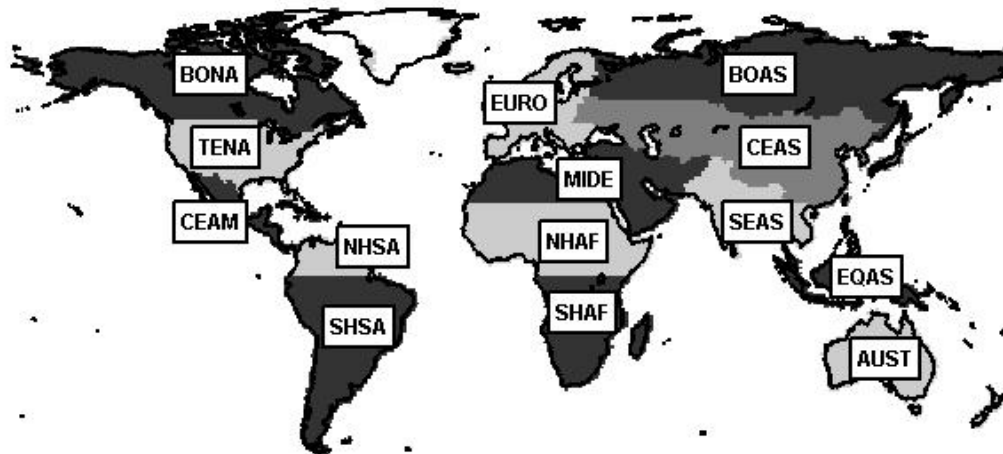 BONA
BOAS
EURO
TENA
CEAS
MIDE
CEAM
SEAS
NHSA
NHAF
EQAS
SHAF
SHSA
AUST